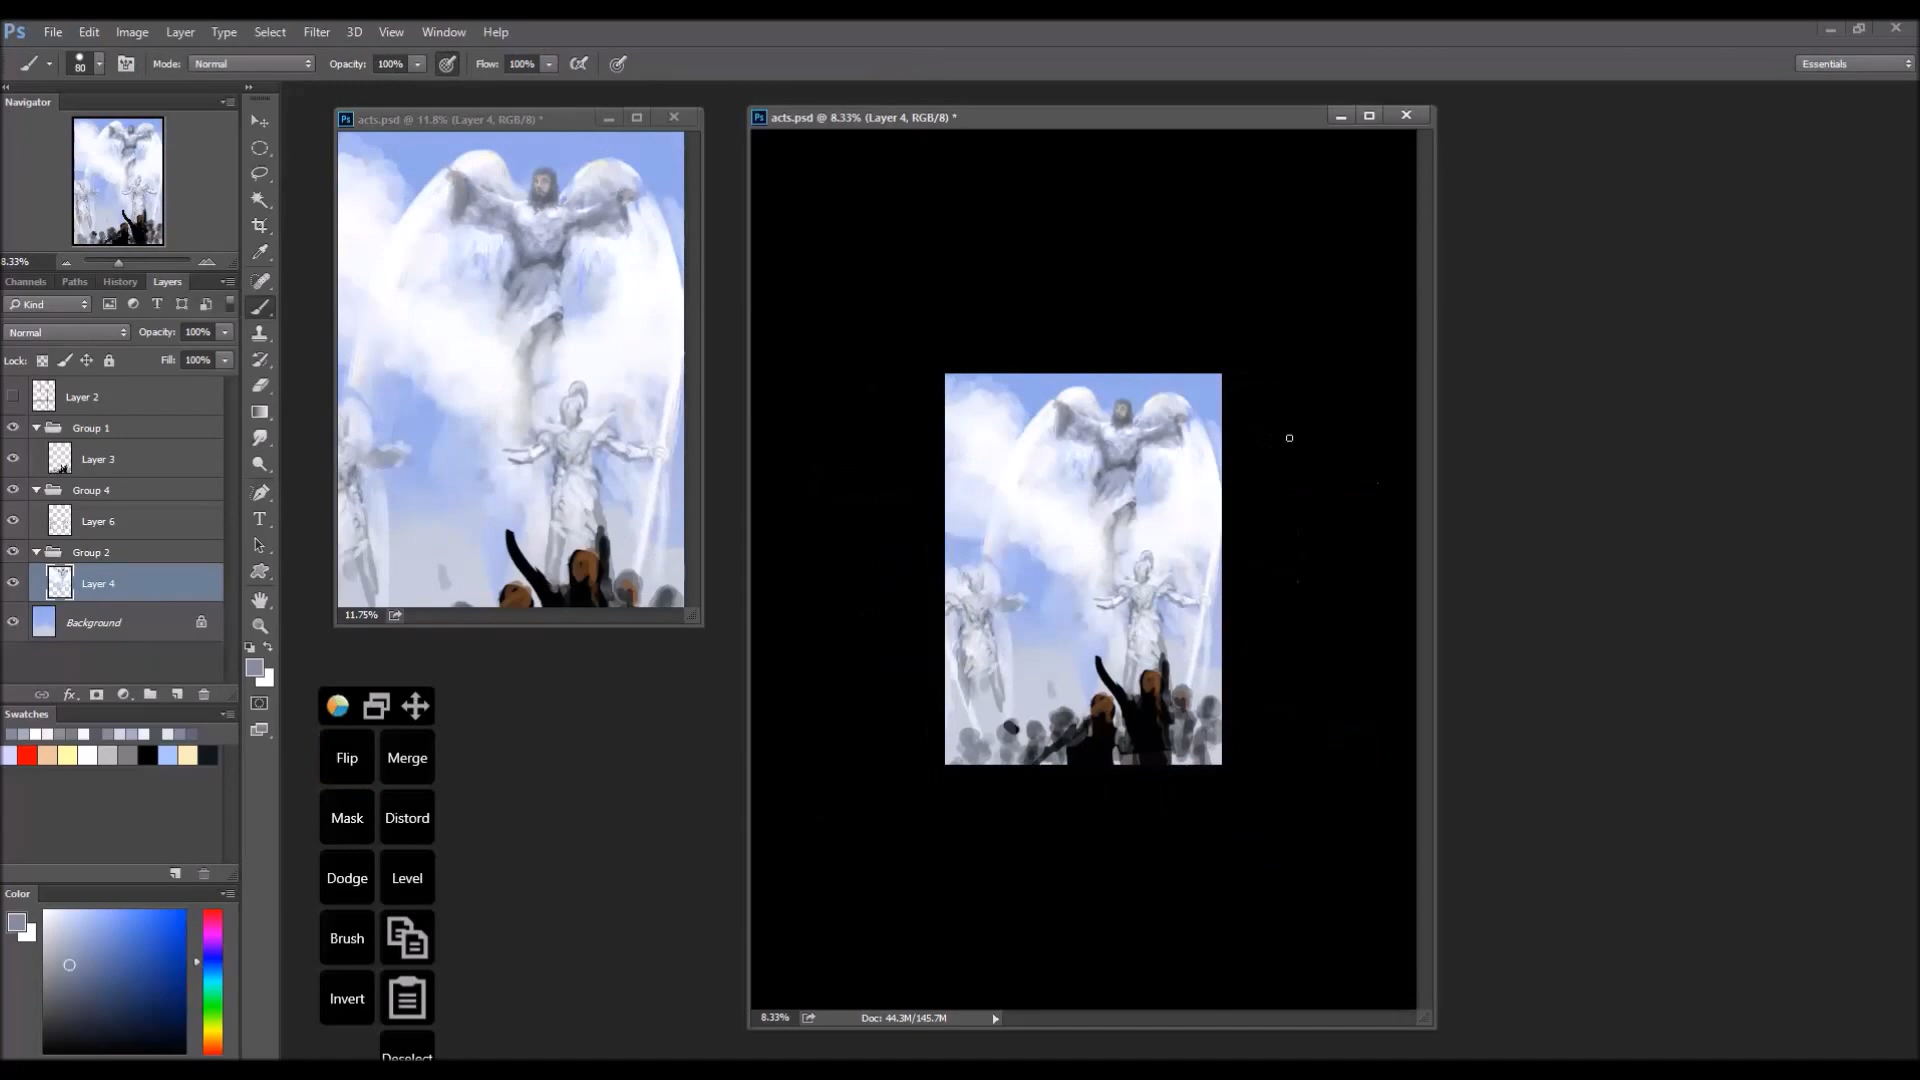 Ps File Edit Image Layer Type Select Filter 3D View Window Help
80 Mode: Normal Opacity: 100% Flow: 100% Essentials
Navigator
Ps acts.psd @ 11.8% (Layer 4, RGB/8) *
Ps acts.psd @ 8.33% (Layer 4, RGB/8) *
8.33%
Channels Paths History Layers
Kind
Normal Opacity: 100%
Lock: Fill: 100%
Layer 2
Group 1
Layer 3
Group 4
Layer 6
Group 2
Layer 4
Background
11.75%
Swatches
Color
Flip Merge
Mask Distord
Dodge Level
Brush
Invert
Deselect
8.33% Doc: 44.3M/145.7M